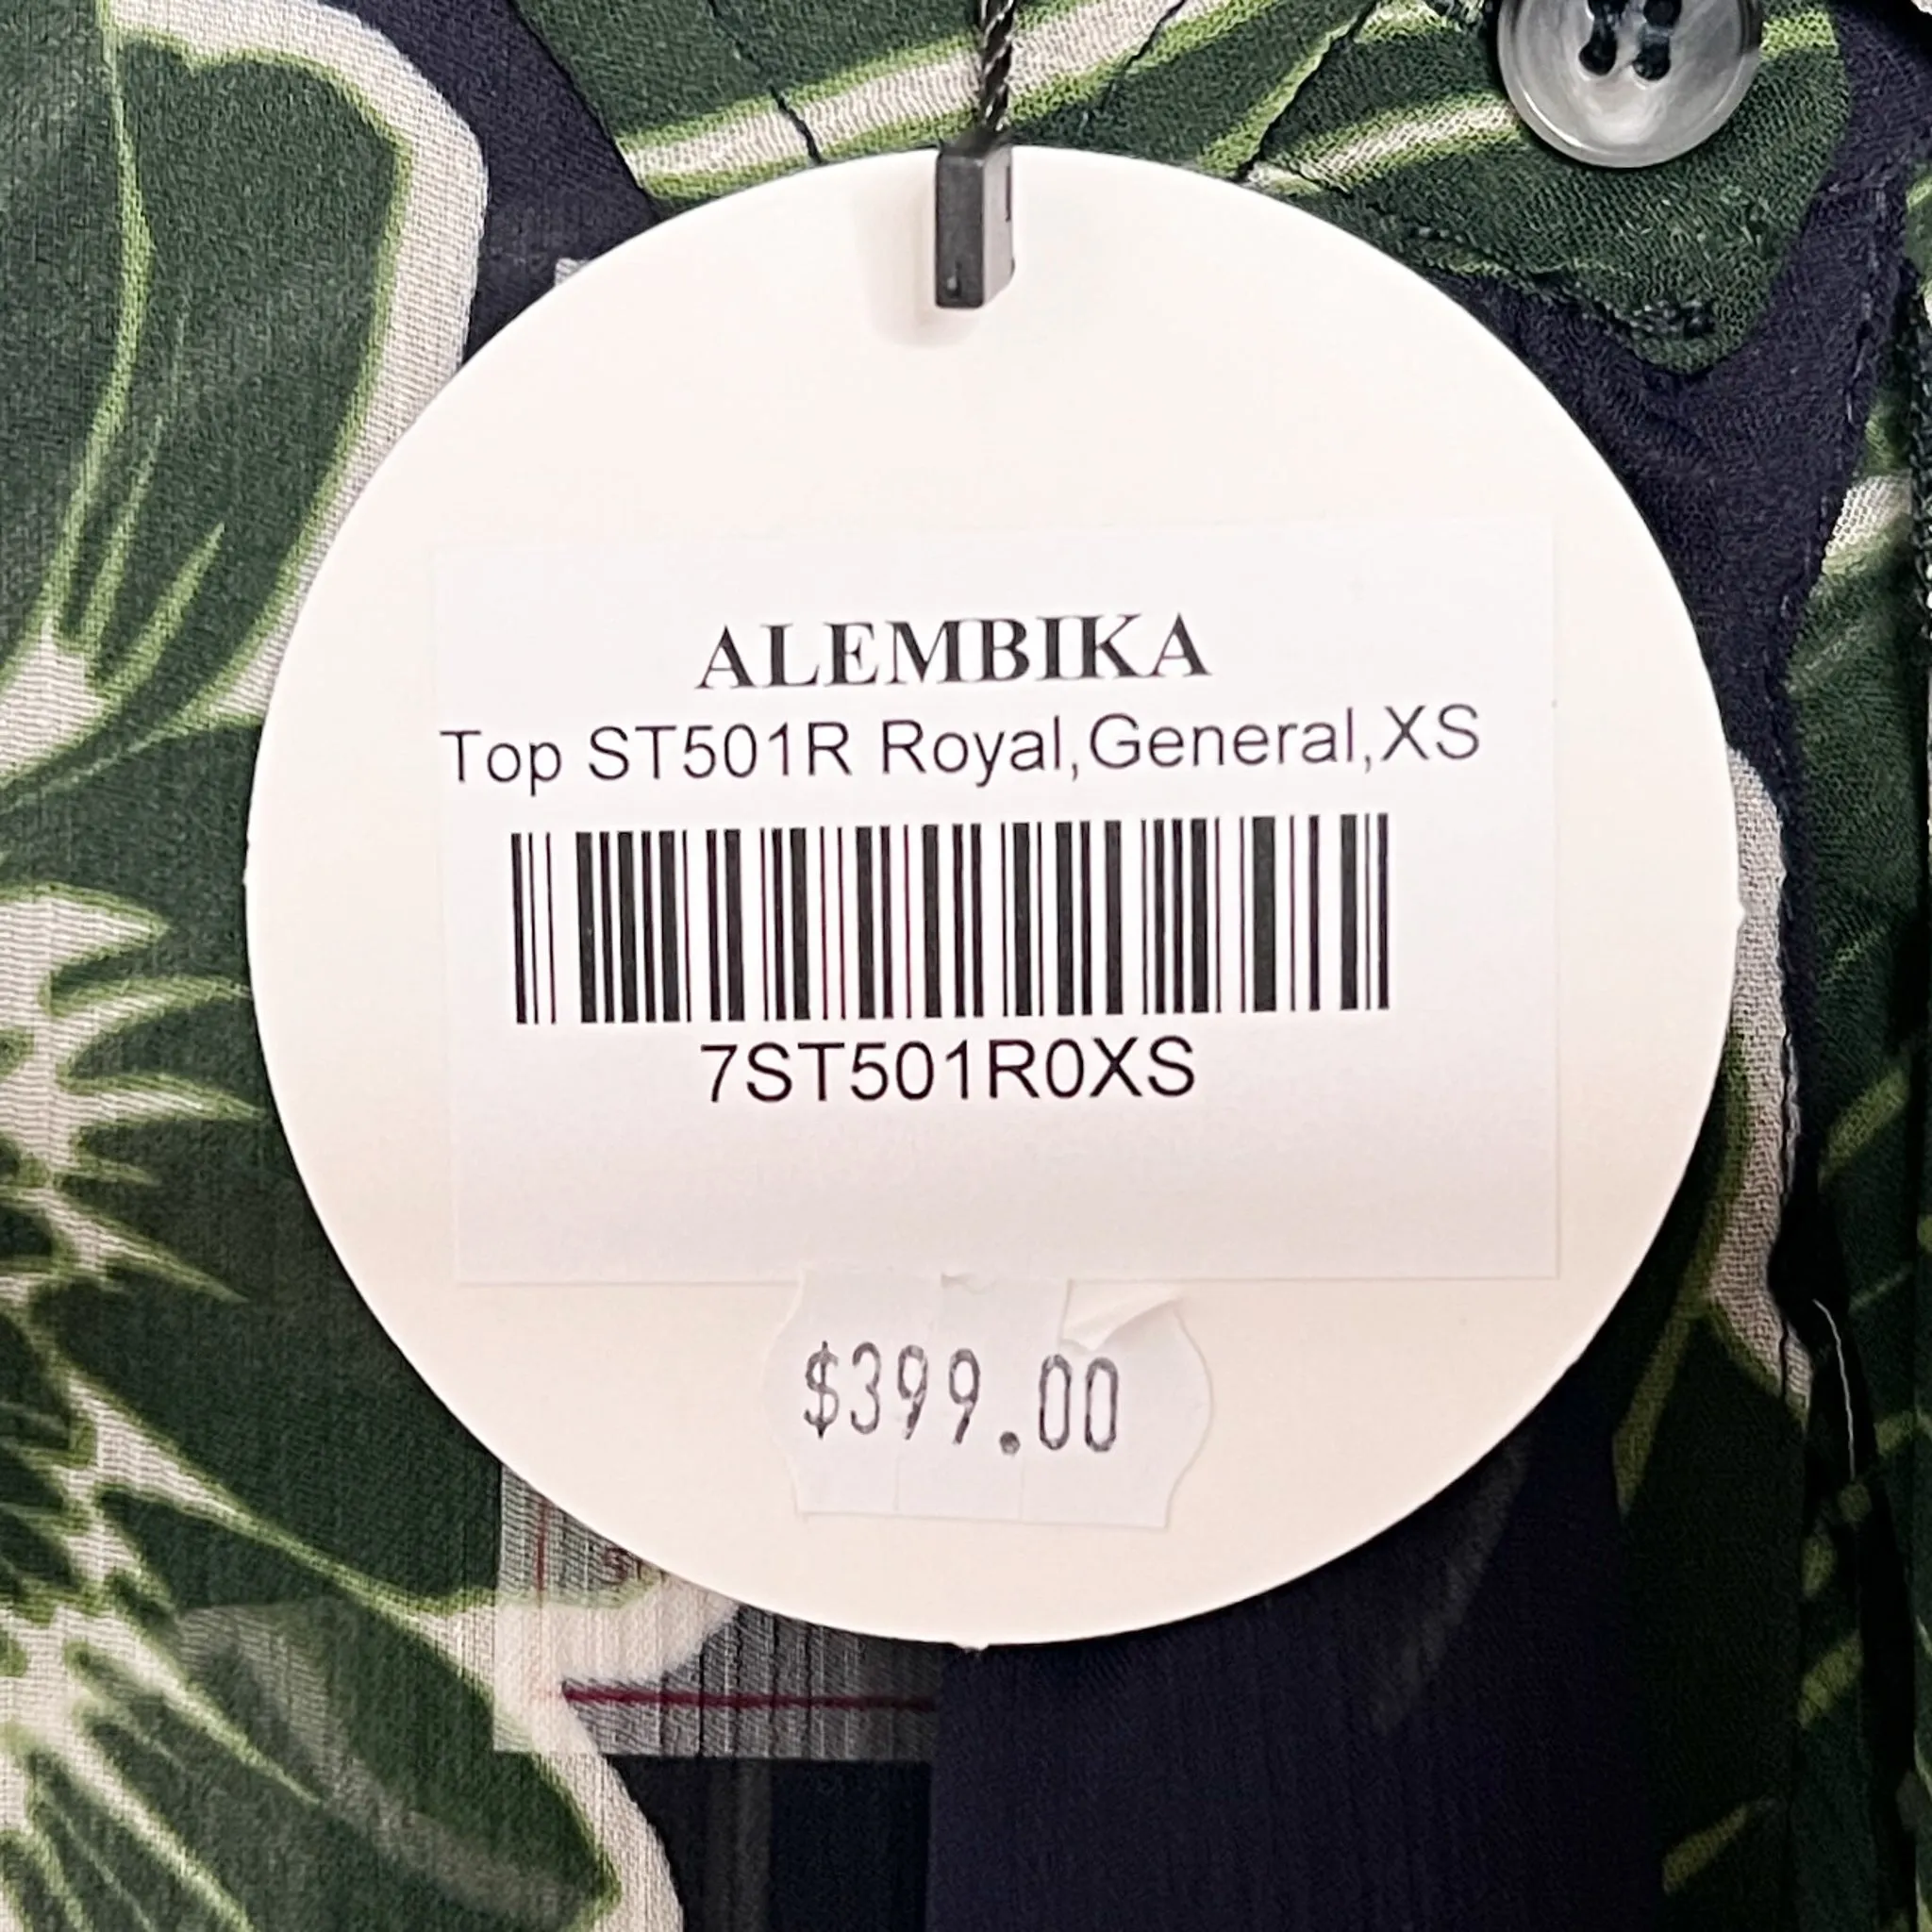 ALEMBIKA
Top ST501R Royal,General,XS
7ST501R0XS
$399.00